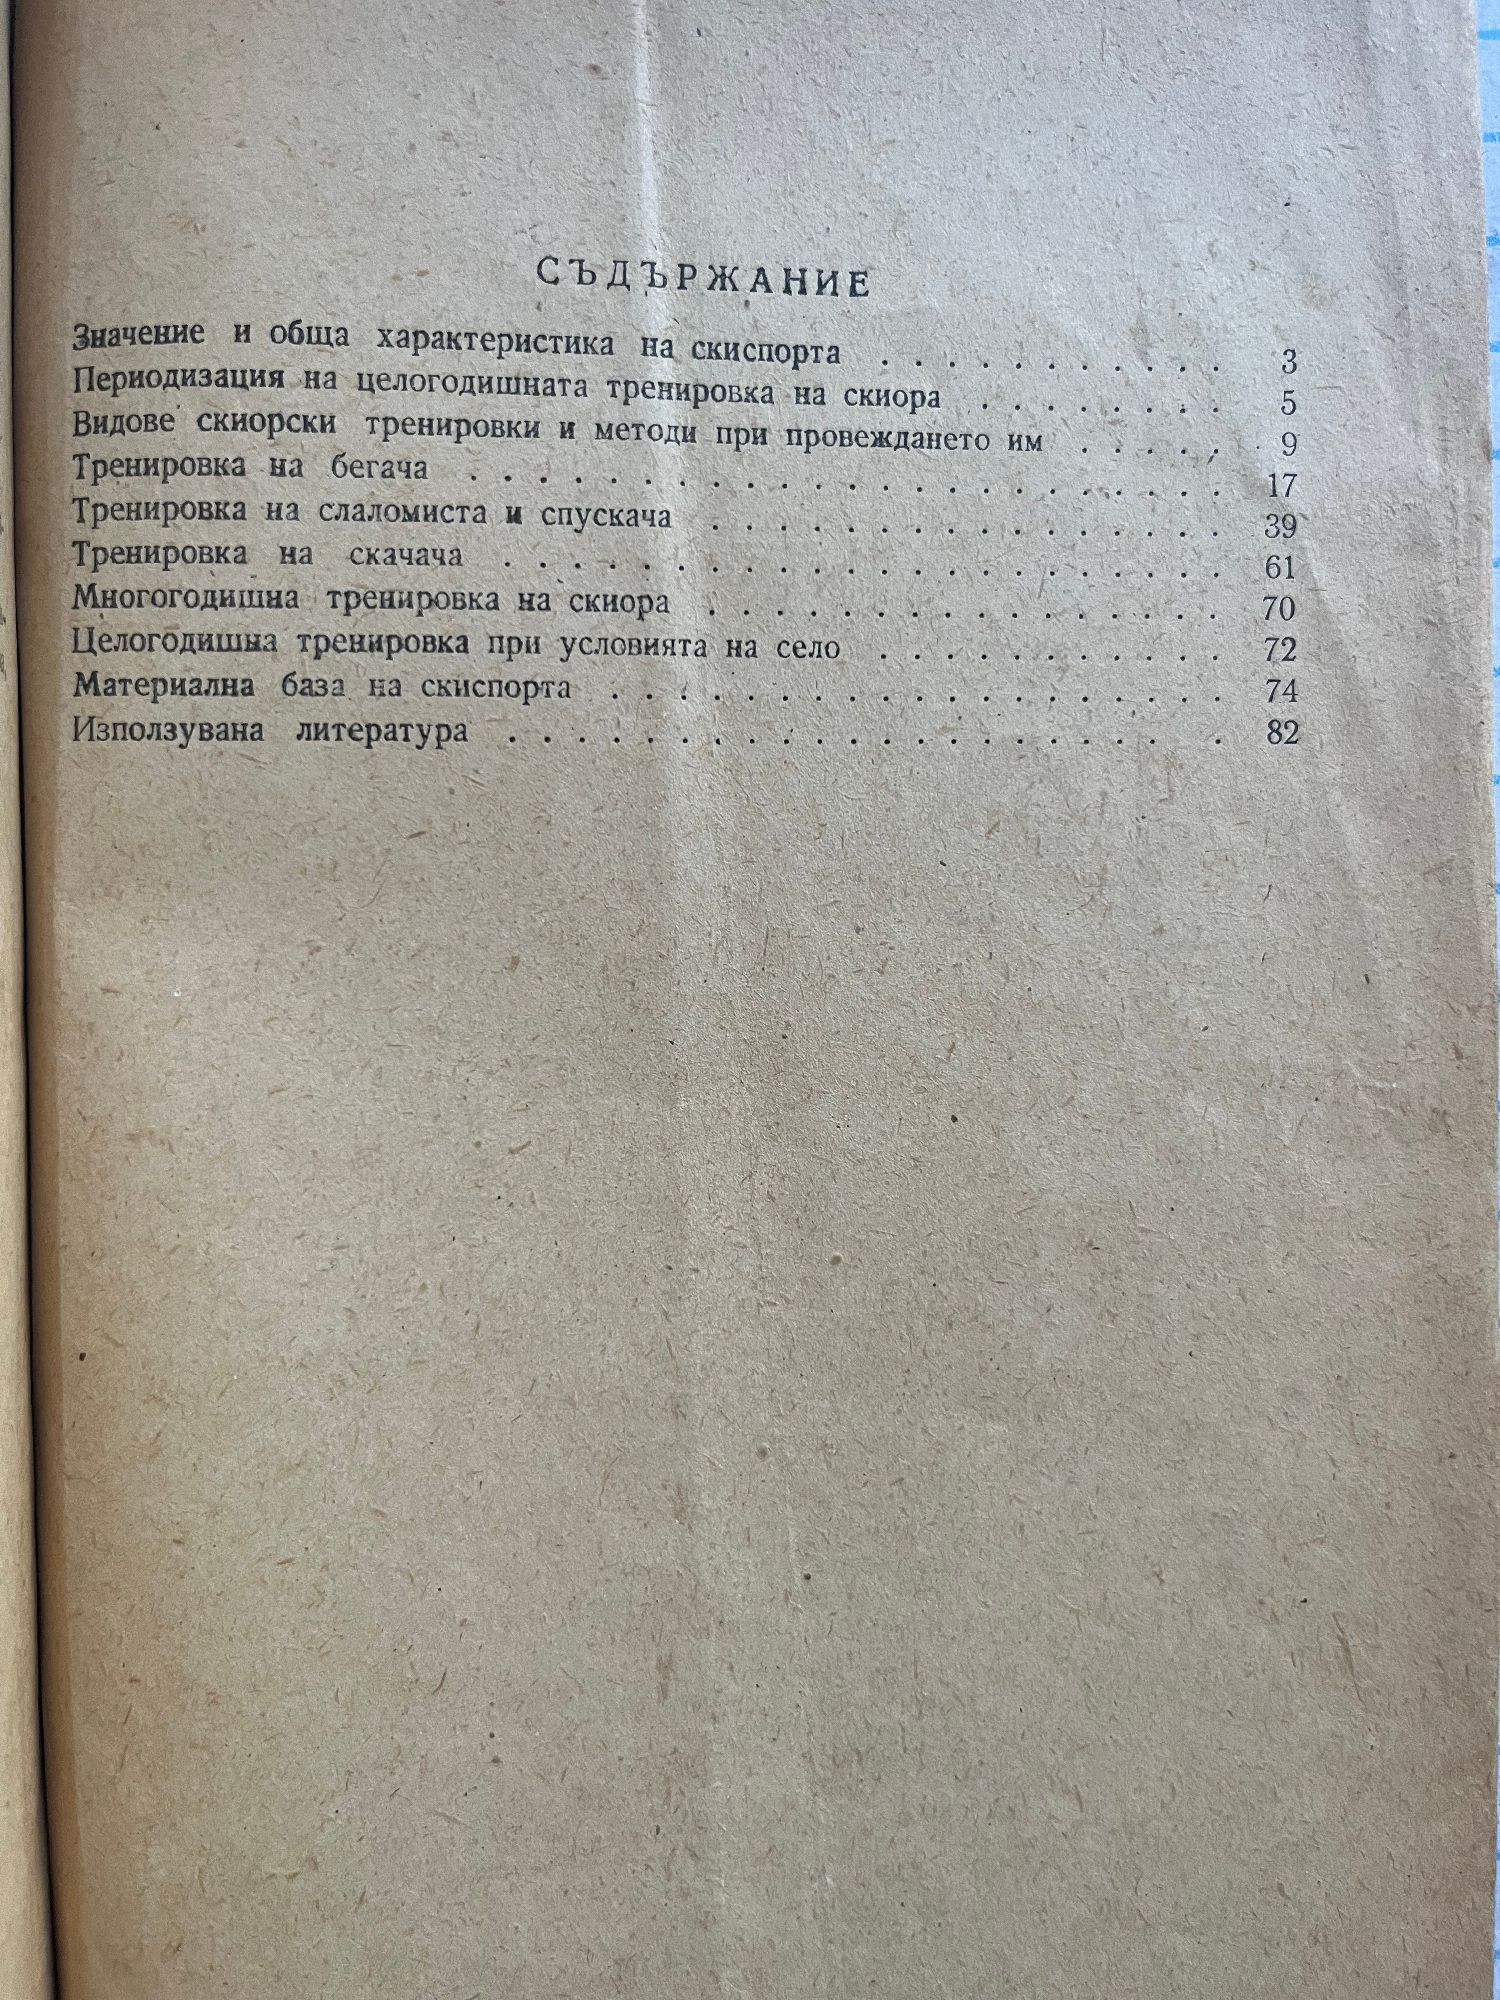 СЪДЪРЖАНИЕ
Значение и обща характеристика на скиспорта . . . . . . . . . . . 3
Периодизация на целогодишната тренировка на скиора . . . . . . . . 5
Видове скиорски тренировки и методи при провеждането им . . . . . . 9
Тренировка на бегача . . . . . . . . . . . . . . . . . . . . . . 17
Тренировка на слаломиста и спускача . . . . . . . . . . . . . . . 39
Тренировка на скачача . . . . . . . . . . . . . . . . . . . . . 61
Многогодишна тренировка на скиора . . . . . . . . . . . . . . . 70
Целогодишна тренировка при условията на село . . . . . . . . . . . 72
Материална база на скиспорта . . . . . . . . . . . . . . . . . . 74
Използувана литература . . . . . . . . . . . . . . . . . . . . . 82